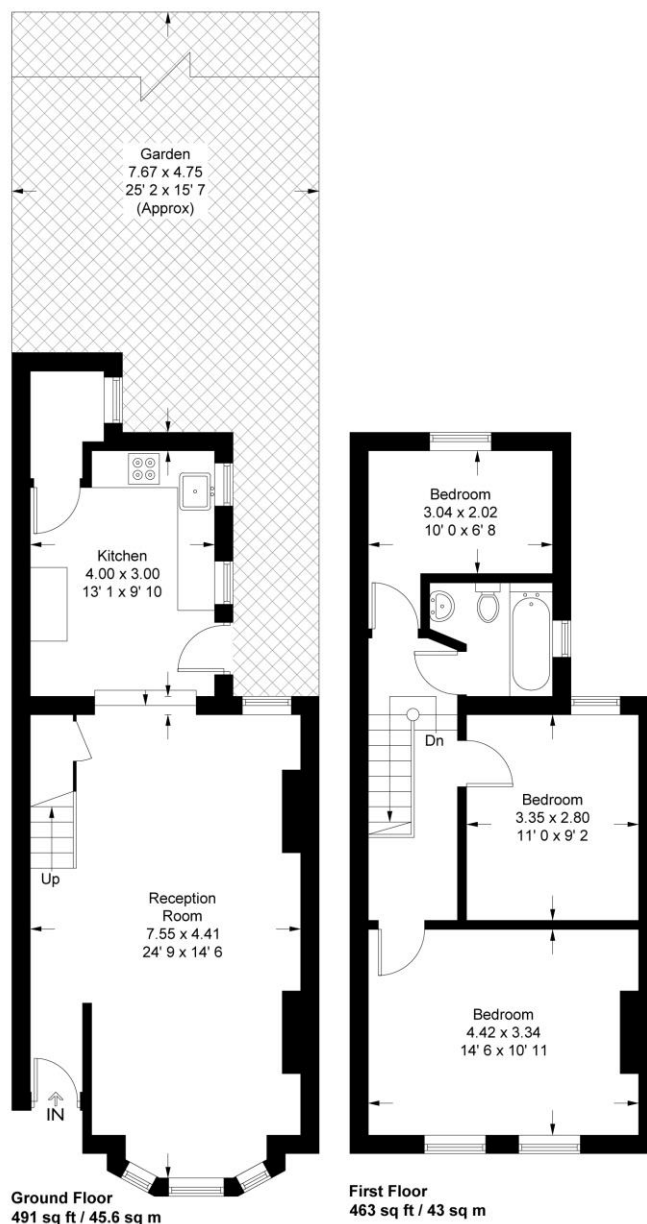 Garden
7.67 x 4.75
25' 2 x 15' 7
(Approx)
Kitchen
4.00 x 3.00
13' 1 x 9' 10
Up
Reception
Room
7.55 x 4.41
24' 9 x 14' 6
IN
Ground Floor
491 sq ft / 45.6 sq m
Bedroom
3.04 x 2.02
10' 0 x 6' 8
Dn
Bedroom
3.35 x 2.80
11' 0 x 9' 2
Bedroom
4.42 x 3.34
14' 6 x 10' 11
First Floor
463 sq ft / 43 sq m